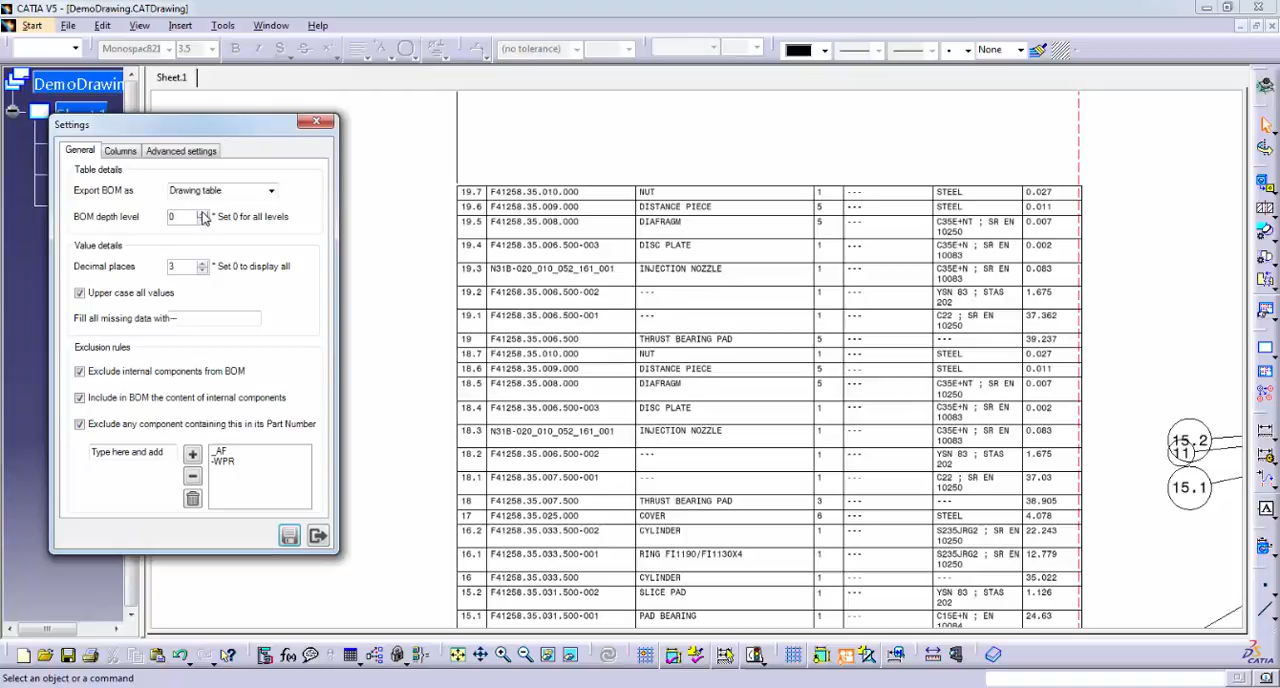 CATIA V5 - [DemoDrawing.CATDrawing]
Start File Edit View Insert Tools Window Help
Monospac821 3.5 (no tolerance) None
DemoDrawin
Sheet.1
Settings
General Columns Advanced settings
Table details
Export BOM as Drawing table
BOM depth level 0 * Set 0 for all levels
Value details
Decimal places 3 * Set 0 to display all
Upper case all values
Fill all missing data with ---
Exclusion rules
Exclude internal components from BOM
Include in BOM the content of internal components
Exclude any component containing this in its Part Number
Type here and add
_AF
-WPR
19.7 F41258.35.010.000 NUT 1 --- STEEL 0.027
19.6 F41258.35.009.000 DISTANCE PIECE 5 --- STEEL 0.011
19.5 F41258.35.008.000 DIAFRAGM 5 --- C35E+NT ; SR EN 0.007
10250
19.4 F41258.35.006.500-003 DISC PLATE 1 --- C35E+N ; SR EN 0.002
10083
19.3 N31B-020_010_052_161_001 INJECTION NOZZLE 1 --- C35E+N ; SR EN 0.083
10083
19.2 F41258.35.006.500-002 --- 1 --- YSN 83 ; STAS 1.675
202
19.1 F41258.35.006.500-001 --- 1 --- C22 ; SR EN 37.362
10250
19 F41258.35.006.500 THRUST BEARING PAD 5 --- --- 39.237
18.7 F41258.35.010.000 NUT 1 --- STEEL 0.027
18.6 F41258.35.009.000 DISTANCE PIECE 5 --- STEEL 0.011
18.5 F41258.35.008.000 DIAFRAGM 5 --- C35E+NT ; SR EN 0.007
10250
18.4 F41258.35.006.500-003 DISC PLATE 1 --- C35E+N ; SR EN 0.002
10083
18.3 N31B-020_010_052_161_001 INJECTION NOZZLE 1 --- C35E+N ; SR EN 0.083
10083
18.2 F41258.35.006.500-002 --- 1 --- YSN 83 ; STAS 1.675
202
18.1 F41258.35.007.500-001 --- 1 --- C22 ; SR EN 37.03
10250
18 F41258.35.007.500 THRUST BEARING PAD 3 --- --- 38.905
17 F41258.35.025.000 COVER 6 --- STEEL 4.078
16.2 F41258.35.033.500-002 CYLINDER 1 --- S235JRG2 ; SR EN 22.243
10250
16.1 F41258.35.033.500-001 RING FI1190/FI1130X4 1 --- S235JRG2 ; SR EN 12.779
10250
16 F41258.35.033.500 CYLINDER 1 --- --- 35.022
15.2 F41258.35.031.500-002 SLICE PAD 1 --- YSN 83 ; STAS 1.126
202
15.1 F41258.35.031.500-001 PAD BEARING 1 --- C15E+N ; EN 24.63
10084
15.2
11
15.1
CATIA
Select an object or a command